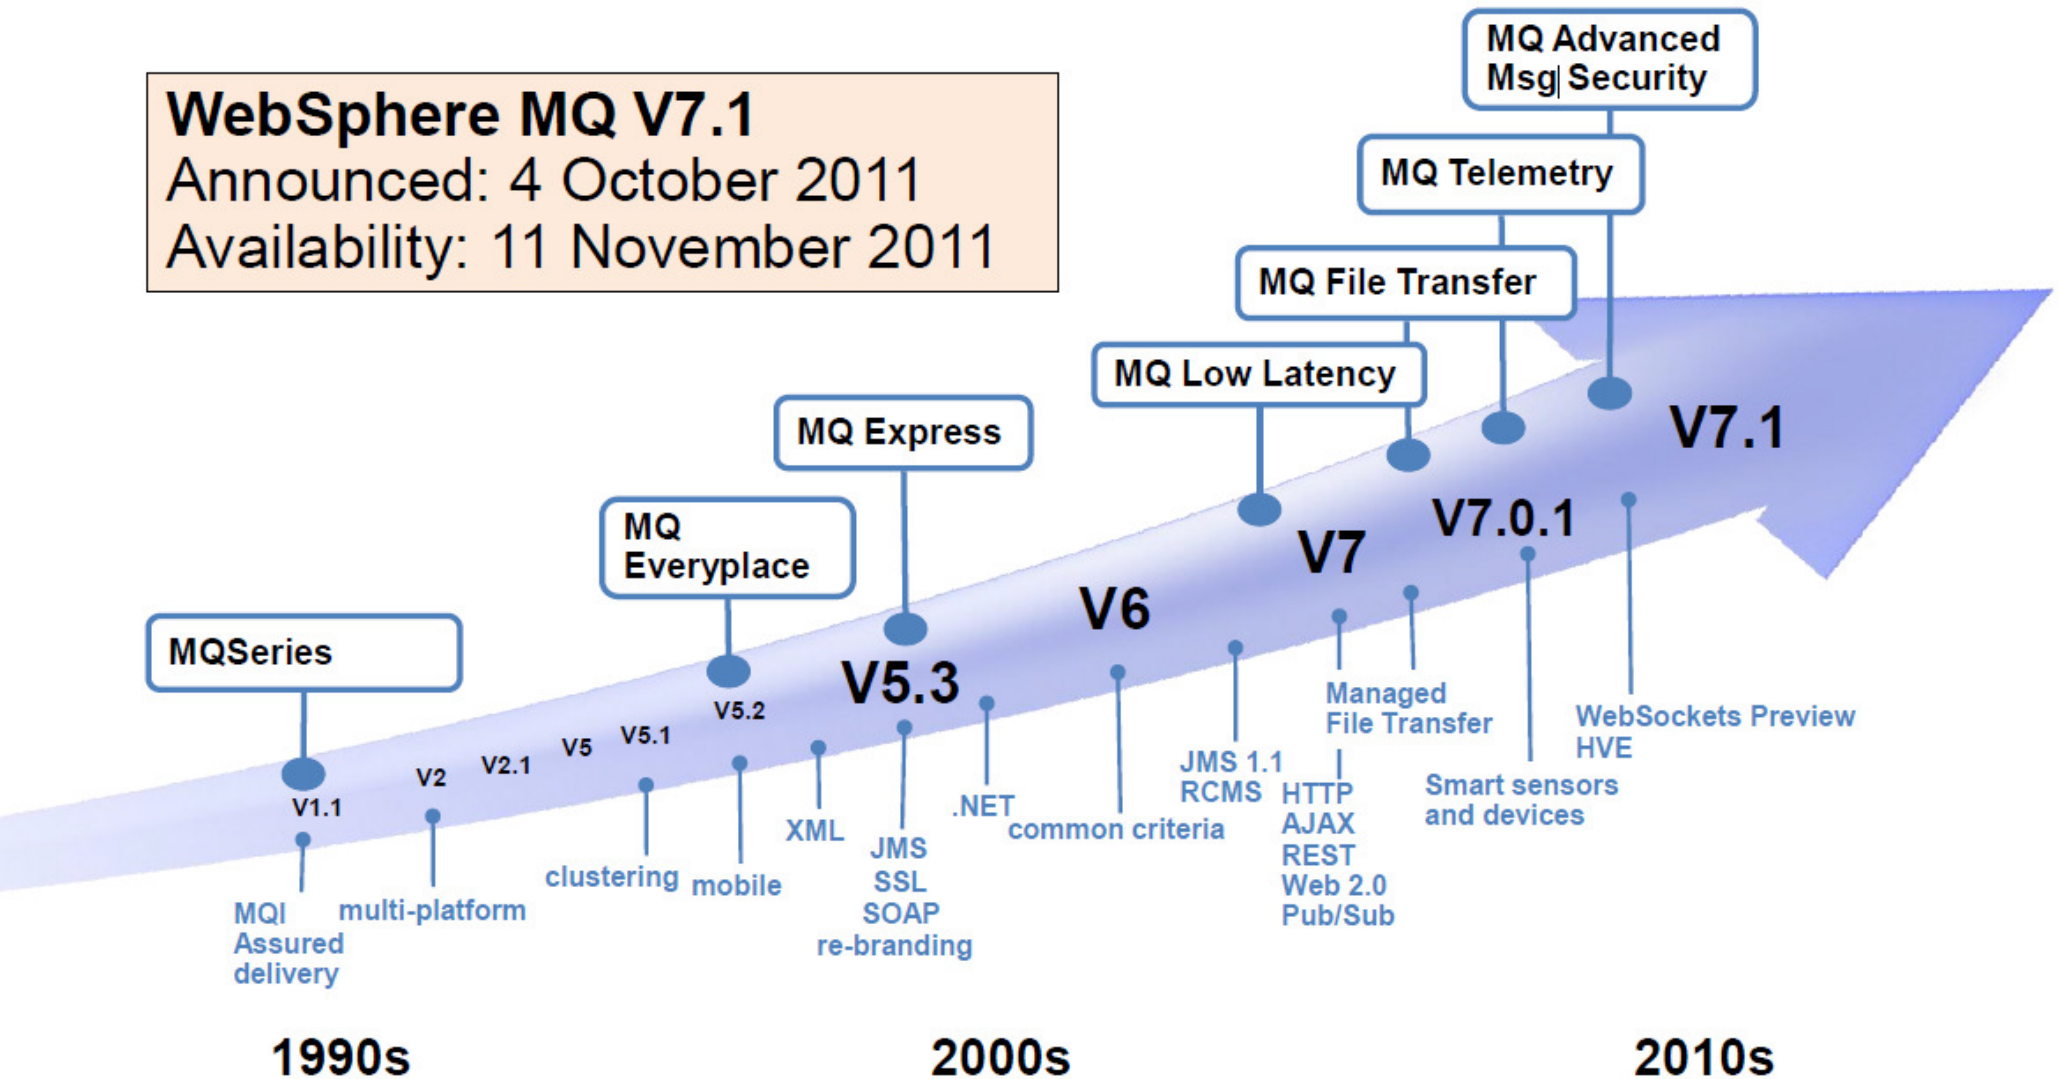 WebSphere MQ V7.1
Announced: 4 October 2011
Availability: 11 November 2011
MQ Advanced
Msg Security
MQ Telemetry
MQ File Transfer
MQ Low Latency
MQ Express
MQ
Everyplace
MQSeries
V1.1
V2
V2.1
V5
V5.1
V5.2
V5.3
V6
V7
V7.0.1
V7.1
MQI
Assured
delivery
multi-platform
clustering
mobile
XML
JMS
SSL
SOAP
re-branding
.NET
common criteria
JMS 1.1
RCMS
HTTP
AJAX
REST
Web 2.0
Pub/Sub
Managed
File Transfer
Smart sensors
and devices
WebSockets Preview
HVE
1990s
2000s
2010s